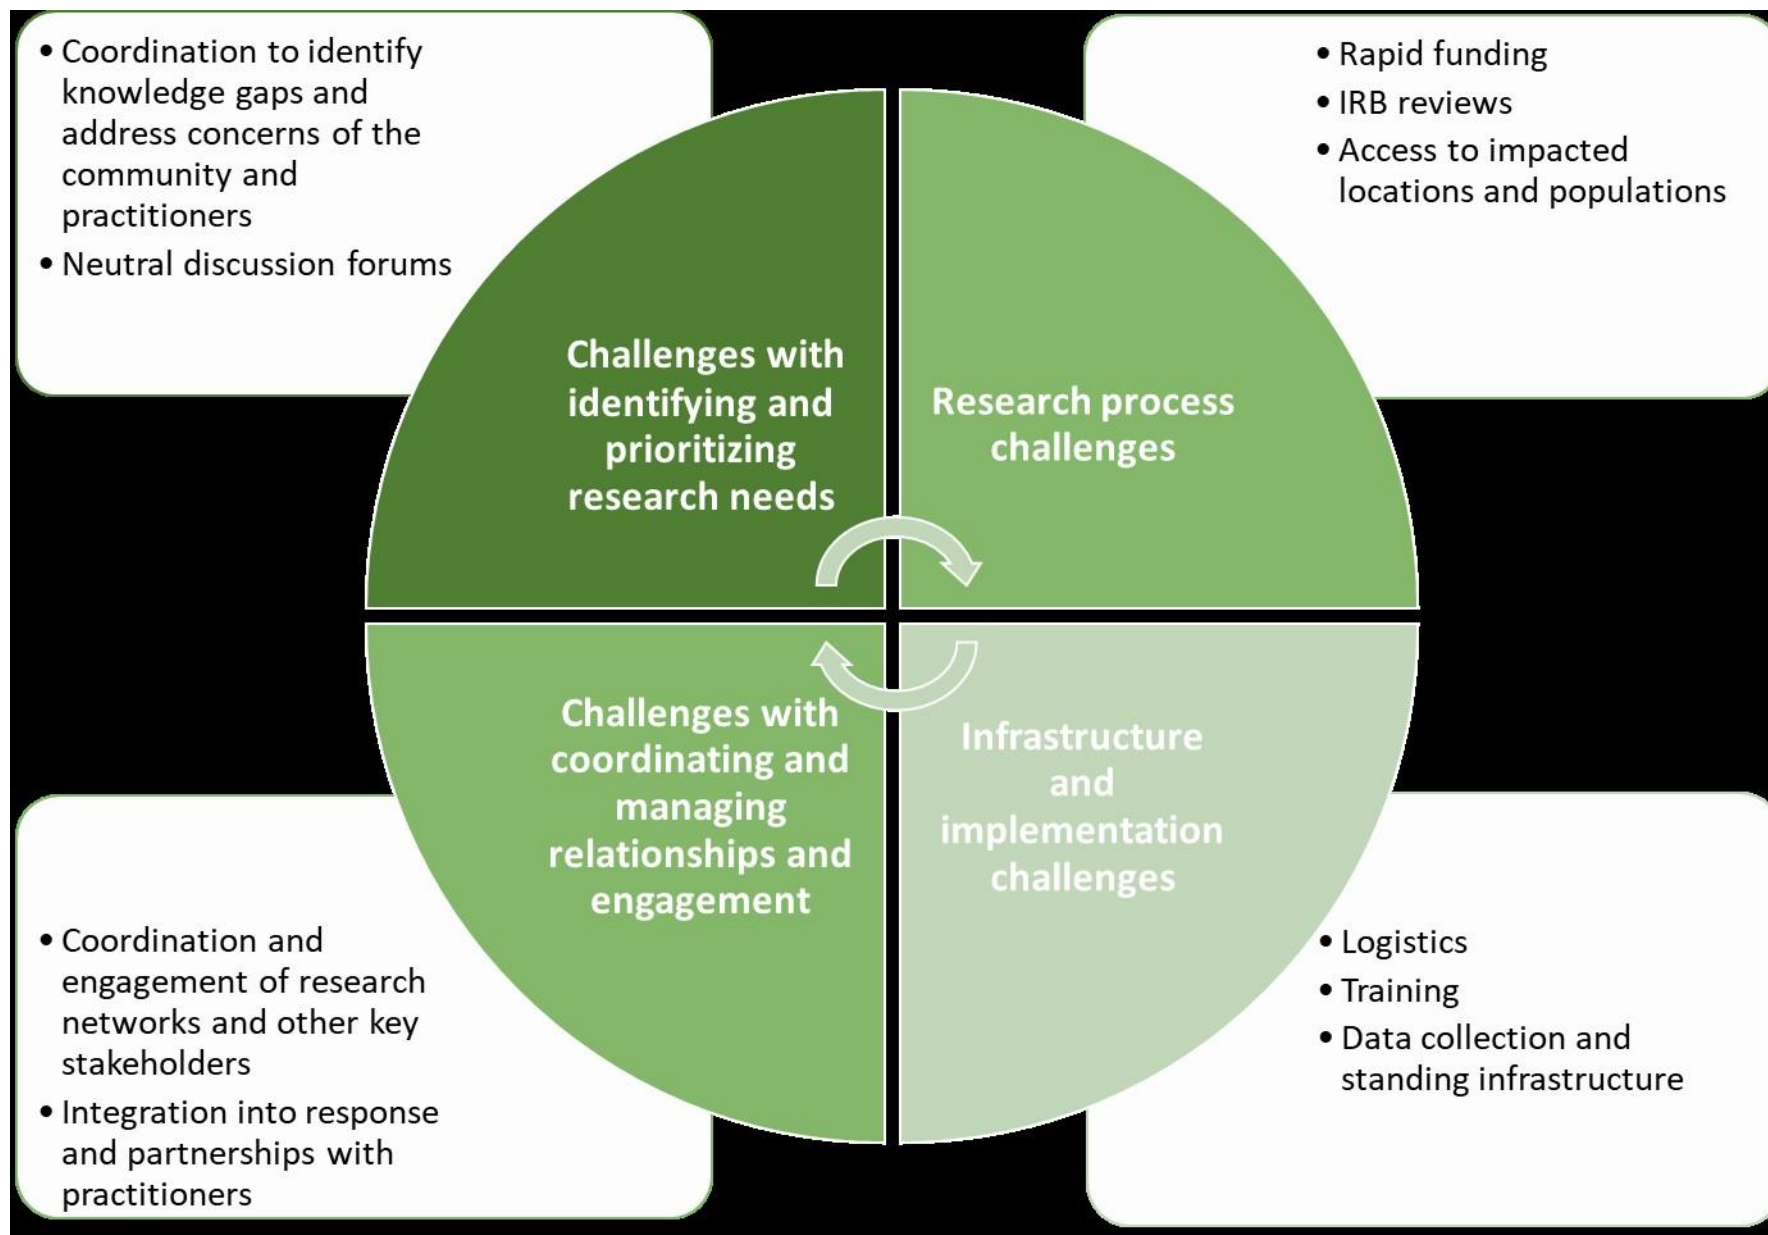 • Coordination to identify
knowledge gaps and
address concerns of the
community and
practitioners
• Neutral discussion forums
• Rapid funding
• IRB reviews
• Access to impacted
locations and populations
Challenges with
identifying and
prioritizing
research needs
Research process
challenges
Challenges with
coordinating and
managing
relationships and
engagement
Infrastructure
and
implementation
challenges
• Coordination and
engagement of research
networks and other key
stakeholders
• Integration into response
and partnerships with
practitioners
• Logistics
• Training
• Data collection and
standing infrastructure